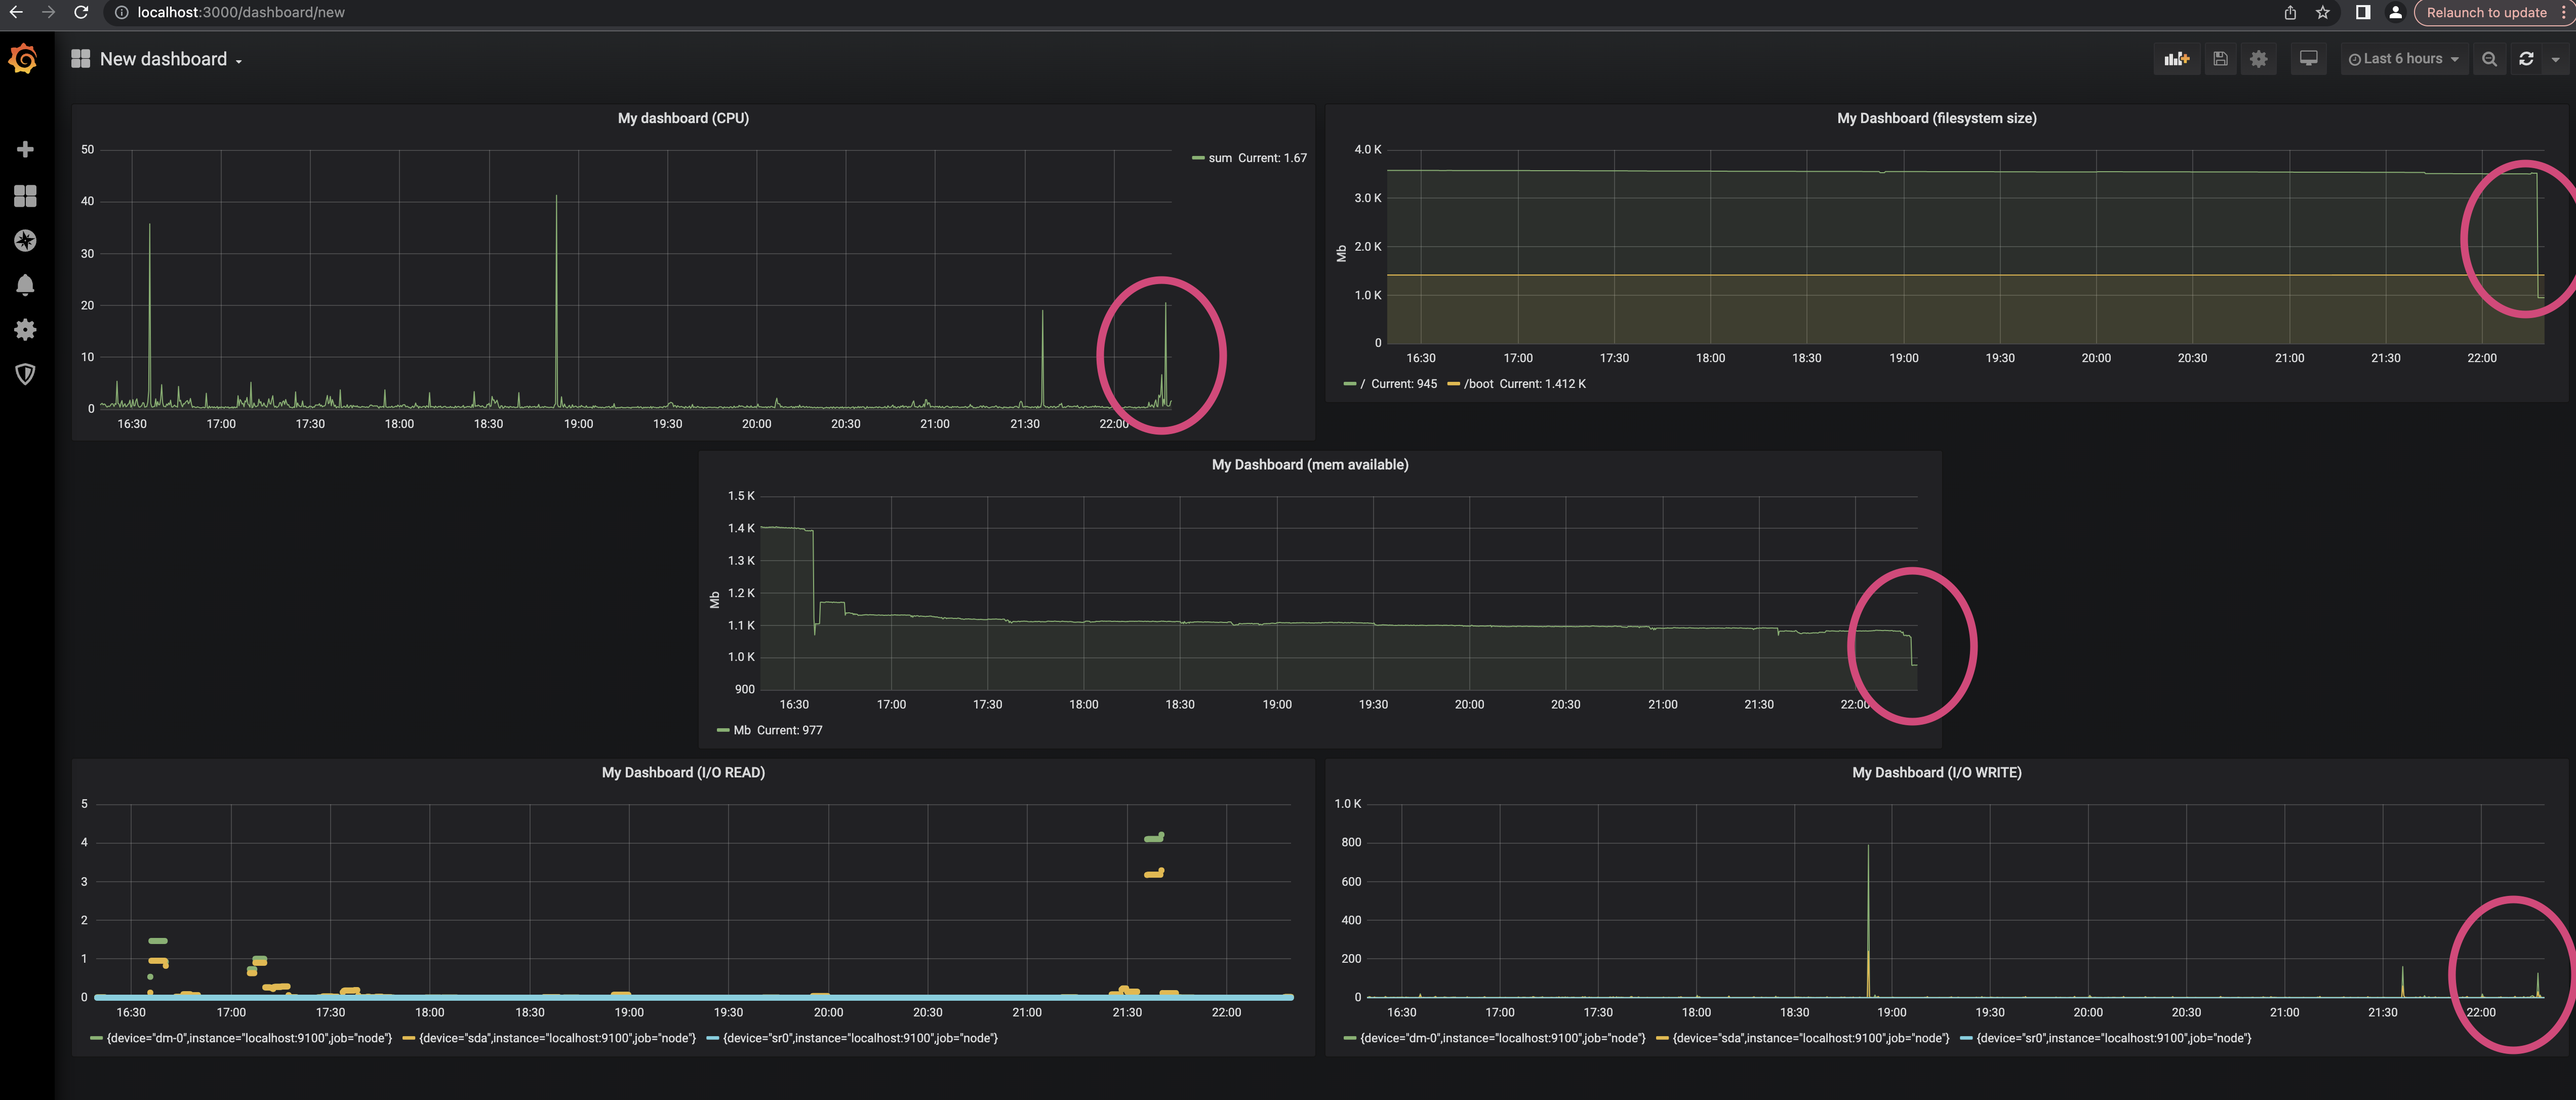 localhost:3000/dashboard/new
Relaunch to update
New dashboard
Last 6 hours
My dashboard (CPU)
50
40
30
20
10
0
16:30 17:00 17:30 18:00 18:30 19:00 19:30 20:00 20:30 21:00 21:30 22:00
sum Current: 1.67
My Dashboard (filesystem size)
Mb
4.0 K
3.0 K
2.0 K
1.0 K
0
16:30 17:00 17:30 18:00 18:30 19:00 19:30 20:00 20:30 21:00 21:30 22:00
/ Current: 945 /boot Current: 1.412 K
My Dashboard (mem available)
Mb
1.5 K
1.4 K
1.3 K
1.2 K
1.1 K
1.0 K
900
16:30 17:00 17:30 18:00 18:30 19:00 19:30 20:00 20:30 21:00 21:30 22:00
Mb Current: 977
My Dashboard (I/O READ)
5
4
3
2
1
0
16:30 17:00 17:30 18:00 18:30 19:00 19:30 20:00 20:30 21:00 21:30 22:00
{device="dm-0",instance="localhost:9100",job="node"} {device="sda",instance="localhost:9100",job="node"} {device="sr0",instance="localhost:9100",job="node"}
My Dashboard (I/O WRITE)
1.0 K
800
600
400
200
0
16:30 17:00 17:30 18:00 18:30 19:00 19:30 20:00 20:30 21:00 21:30 22:00
{device="dm-0",instance="localhost:9100",job="node"} {device="sda",instance="localhost:9100",job="node"} {device="sr0",instance="localhost:9100",job="node"}